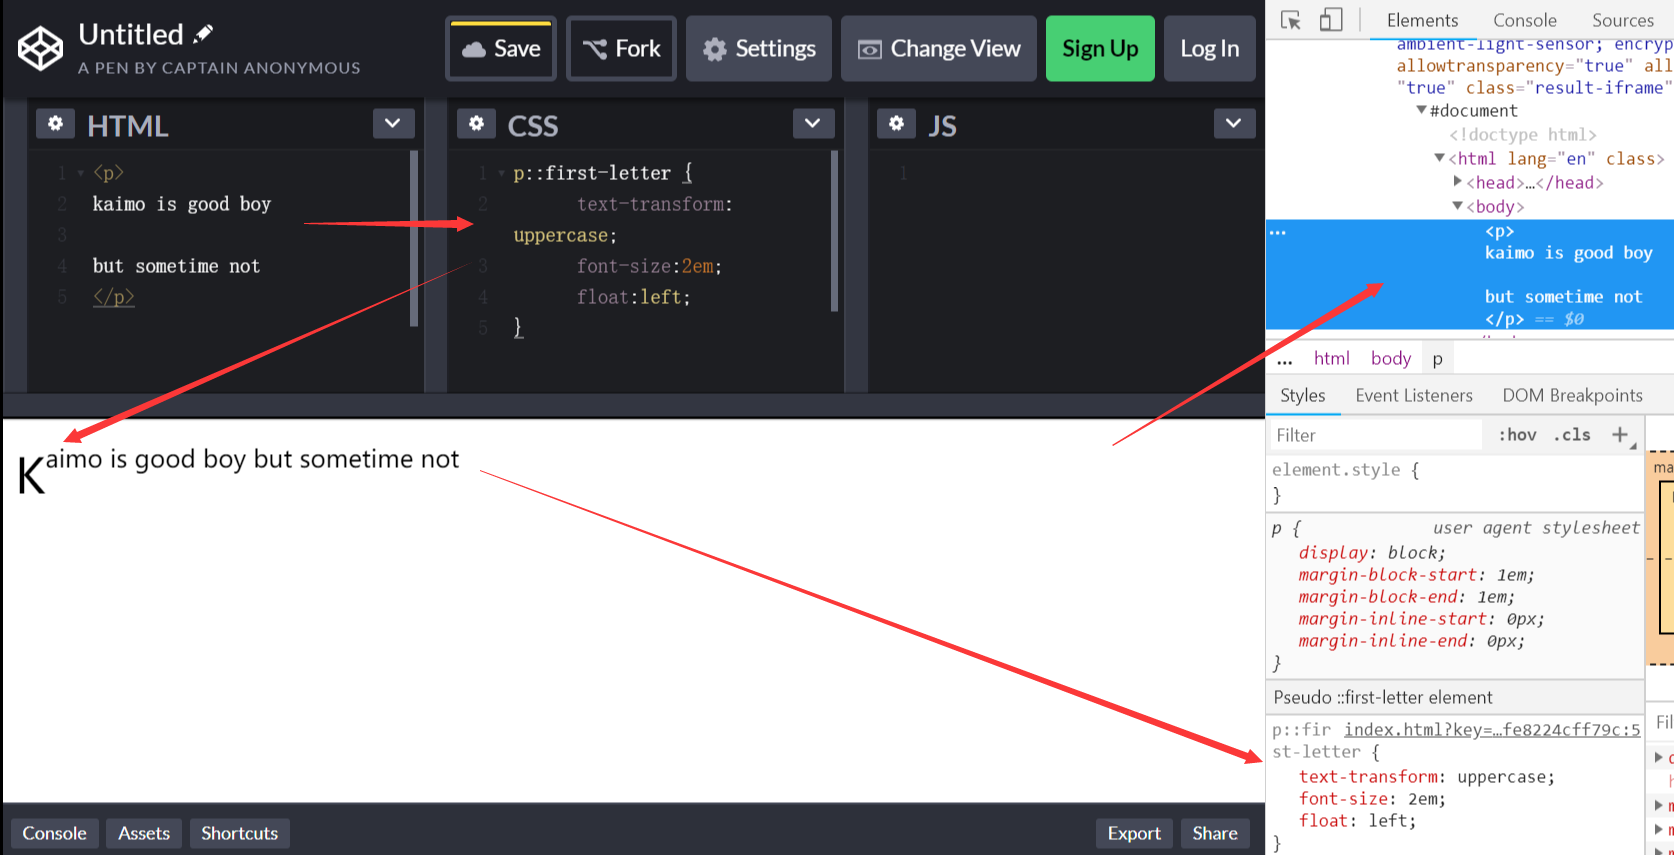 Untitled
A PEN BY CAPTAIN ANONYMOUS
Save
Fork
Settings
Change View
Sign Up
Log In
HTML
1 <p>
2 kaimo is good boy
3
4 but sometime not
5 </p>
CSS
1 p::first-letter {
2 text-transform:
uppercase;
3 font-size:2em;
4 float:left;
5 }
JS
1
Kaimo is good boy but sometime not
Console Assets Shortcuts
Export Share
Elements Console Sources
ambient-light-sensor; encryp
allowtransparency="true" all
"true" class="result-iframe"
▼#document
<!doctype html>
▼<html lang="en" class>
▶<head>…</head>
▼<body>
... <p>
kaimo is good boy
but sometime not
</p> == $0
... html body p
Styles Event Listeners DOM Breakpoints
Filter :hov .cls +
element.style {
}
p { user agent stylesheet
display: block;
margin-block-start: 1em;
margin-block-end: 1em;
margin-inline-start: 0px;
margin-inline-end: 0px;
}
Pseudo ::first-letter element
p::fir index.html?key=…fe8224cff79c:5
st-letter {
text-transform: uppercase;
font-size: 2em;
float: left;
}
ma
Fil